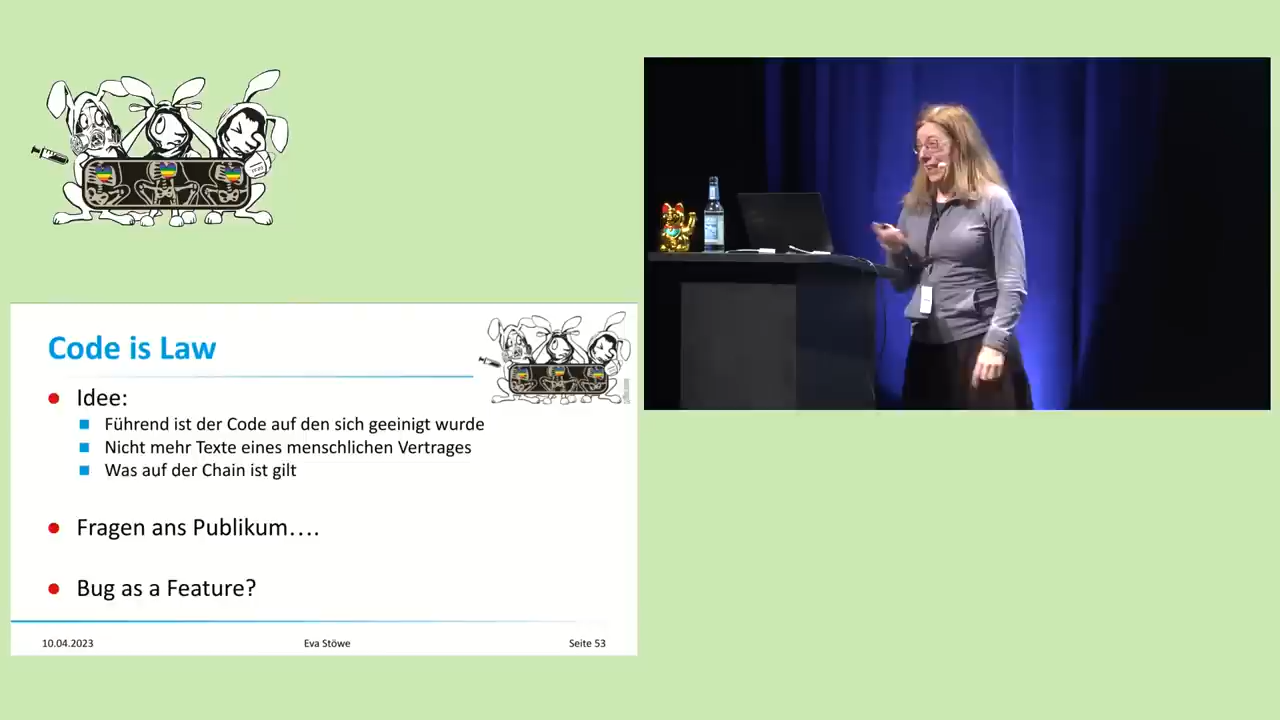 Code is Law
Idee:
Führend ist der Code auf den sich geeinigt wurde
Nicht mehr Texte eines menschlichen Vertrages
Was auf der Chain ist gilt
Fragen ans Publikum....
Bug as a Feature?
10.04.2023
Eva Stöwe
Seite 53